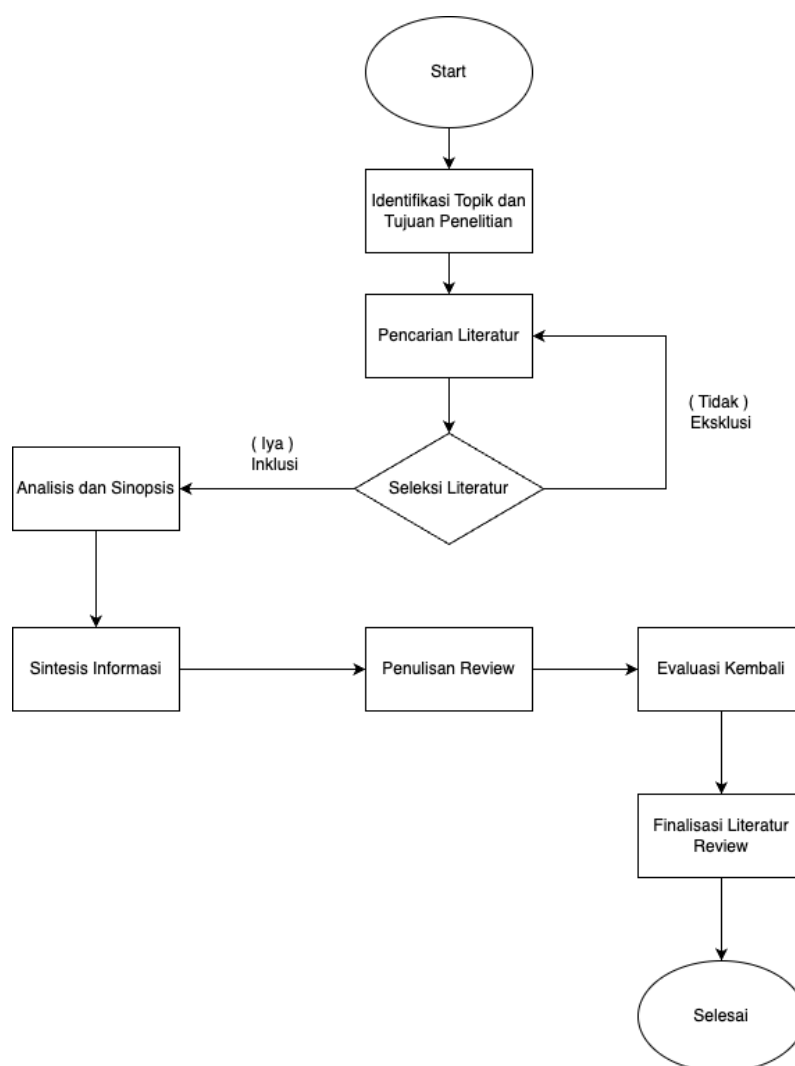 Start
Identifikasi Topik dan
Tujuan Penelitian
Pencarian Literatur
( Tidak )
Eksklusi
( Iya )
Inklusi
Seleksi Literatur
Analisis dan Sinopsis
Sintesis Informasi
Penulisan Review
Evaluasi Kembali
Finalisasi Literatur
Review
Selesai